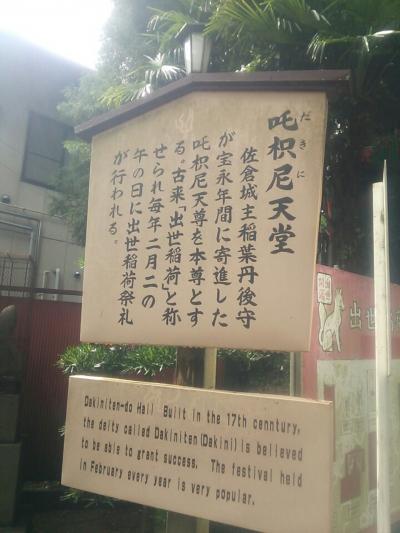 吒枳尼天堂
だきに
佐倉城主稲葉丹後守
が宝永年間に寄進した
吒枳尼天尊を本尊とす
る。古来「出世稲荷」と称
せられ毎年二月二の
午の日に出世稲荷祭礼
が行われる。
Dakiniten-do Hall Built in the 17th cenntury,
the deity called Dakiniten(Dakini) is believed
to be able to grant success. The festival held
in February every year is very popular.
出世